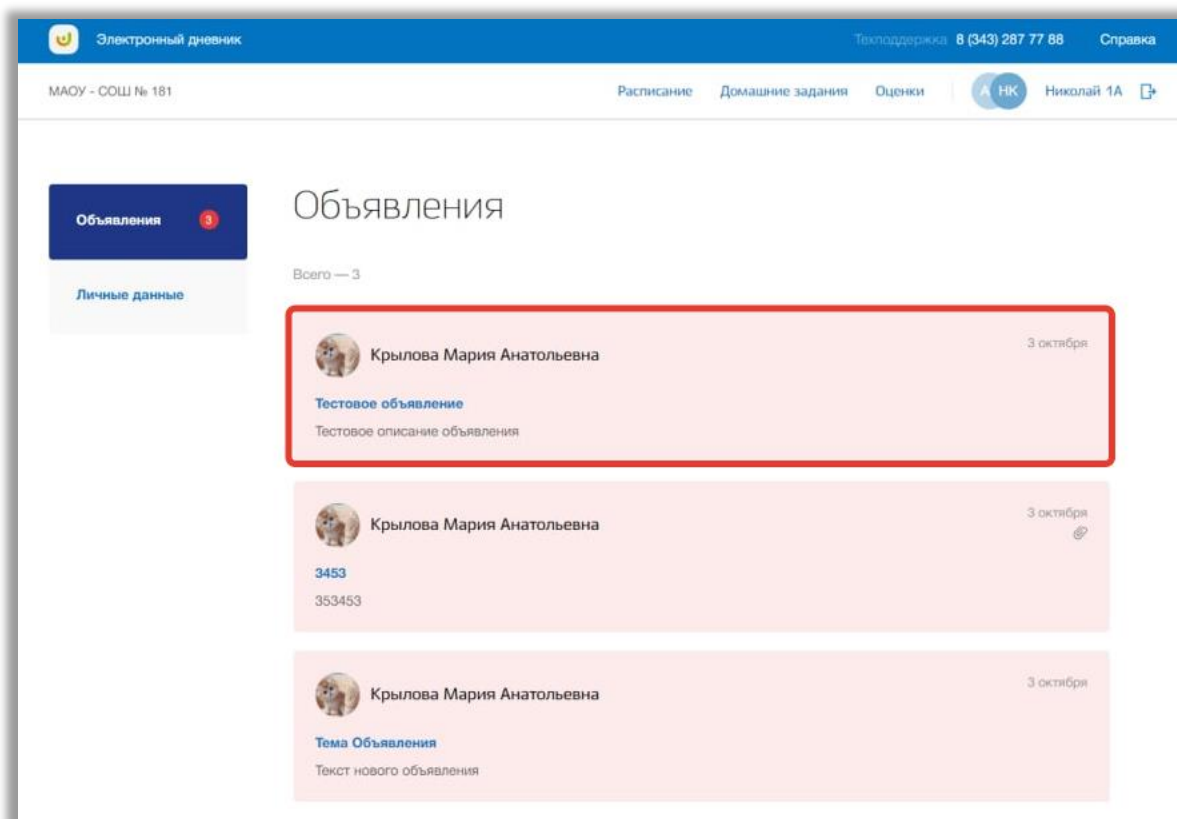 Электронный дневник Техподдержка 8 (343) 287 77 88 Справка
МАОУ - СОШ № 181 Расписание Домашние задания Оценки А НК Николай 1А
Объявления 3
Личные данные
Объявления
Всего — 3
Крылова Мария Анатольевна 3 октября
Тестовое объявление
Тестовое описание объявления
Крылова Мария Анатольевна 3 октября
3453
353453
Крылова Мария Анатольевна 3 октября
Тема Объявления
Текст нового объявления